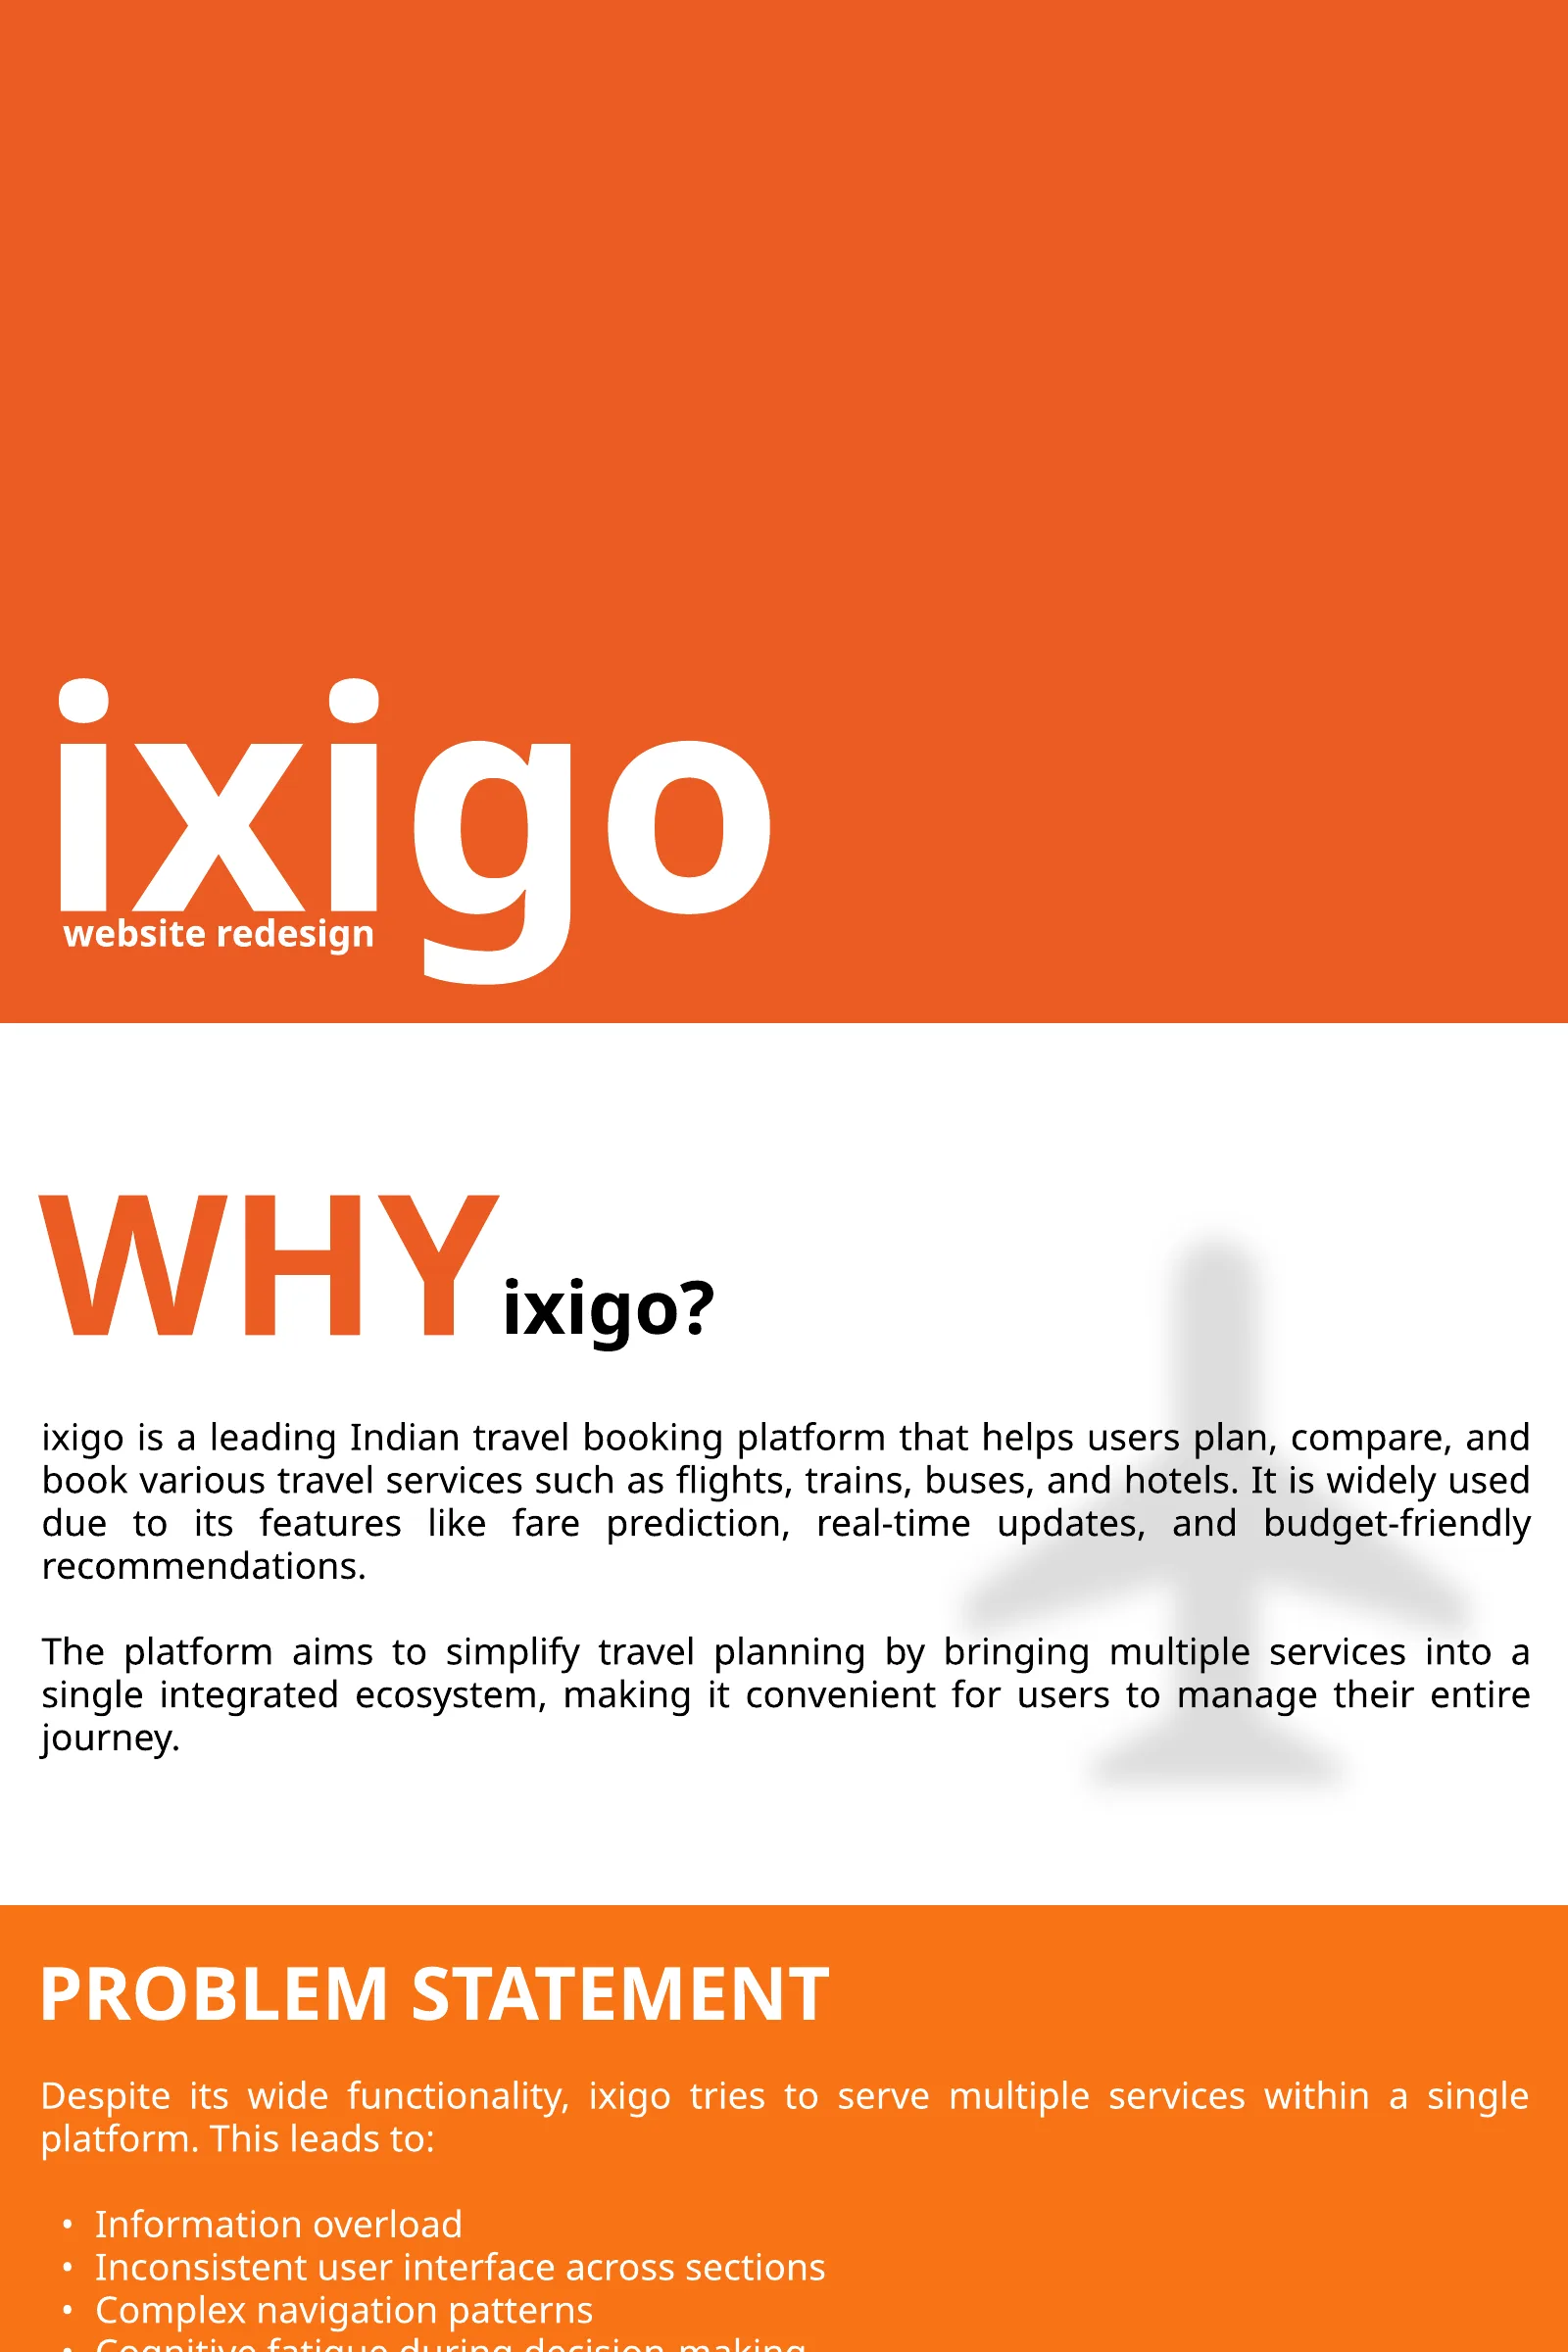 ixigo
website redesign
WHY ixigo?
ixigo is a leading Indian travel booking platform that helps users plan, compare, and
book various travel services such as flights, trains, buses, and hotels. It is widely used
due to its features like fare prediction, real-time updates, and budget-friendly
recommendations.
The platform aims to simplify travel planning by bringing multiple services into a
single integrated ecosystem, making it convenient for users to manage their entire
journey.
PROBLEM STATEMENT
Despite its wide functionality, ixigo tries to serve multiple services within a single
platform. This leads to:
• Information overload
• Inconsistent user interface across sections
• Complex navigation patterns
• Cognitive fatigue during decision-making